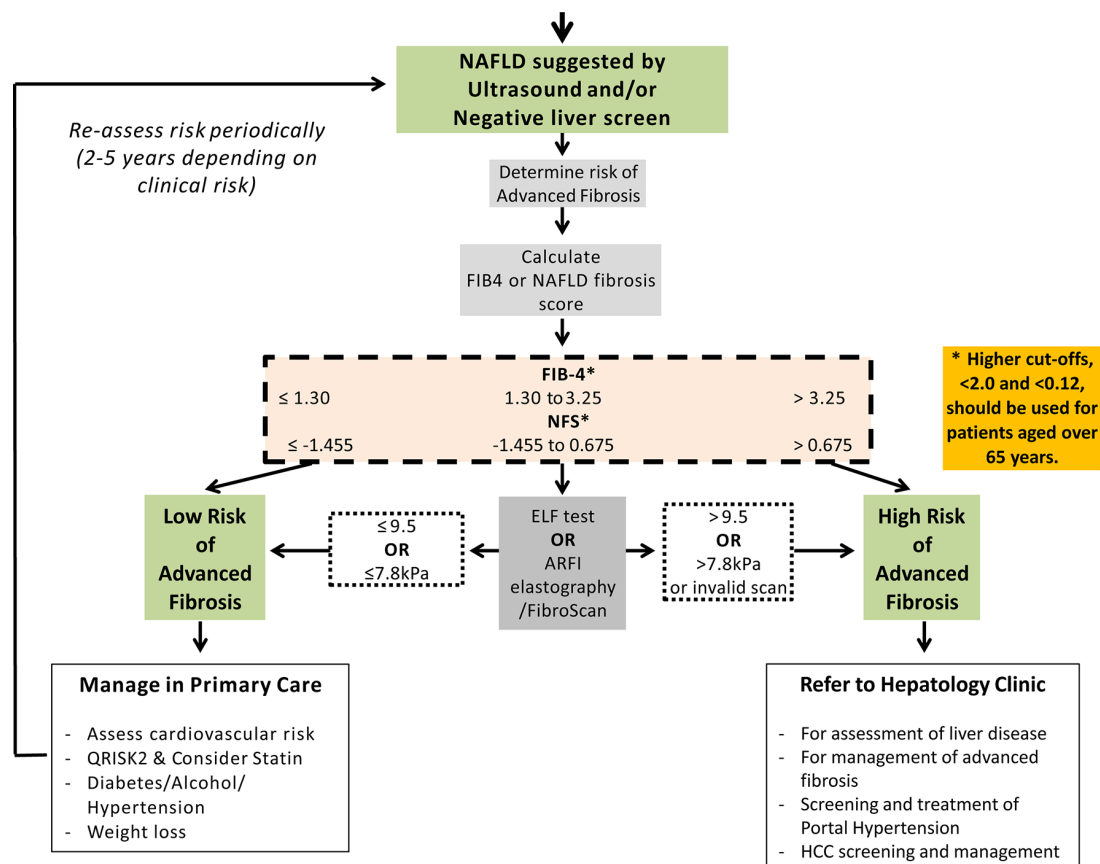 NAFLD suggested by
Ultrasound and/or
Negative liver screen
Re-assess risk periodically
(2-5 years depending on
clinical risk)
Determine risk of
Advanced Fibrosis
Calculate
FIB4 or NAFLD fibrosis
score
FIB-4*
≤ 1.30 1.30 to 3.25 > 3.25
NFS*
≤ -1.455 -1.455 to 0.675 > 0.675
* Higher cut-offs,
<2.0 and <0.12,
should be used for
patients aged over
65 years.
Low Risk
of
Advanced
Fibrosis
≤ 9.5
OR
≤7.8kPa
ELF test
OR
ARFI
elastography
/FibroScan
> 9.5
OR
>7.8kPa
or invalid scan
High Risk
of
Advanced
Fibrosis
Manage in Primary Care
- Assess cardiovascular risk
- QRISK2 & Consider Statin
- Diabetes/Alcohol/
Hypertension
- Weight loss
Refer to Hepatology Clinic
- For assessment of liver disease
- For management of advanced
fibrosis
- Screening and treatment of
Portal Hypertension
- HCC screening and management